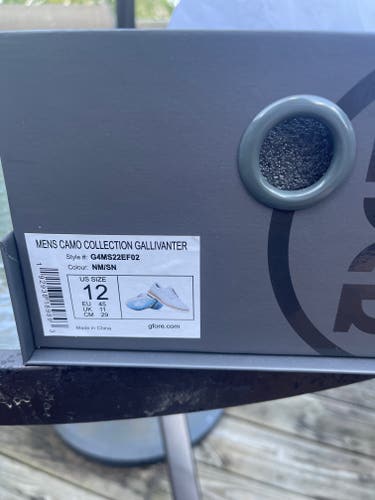 MENS CAMO COLLECTION GALLIVANTER
Style #: G4MS22EF02
Colour: NM/SN
US SIZE
12
EU 45
UK 11
CM 29
Made in China
gfore.com